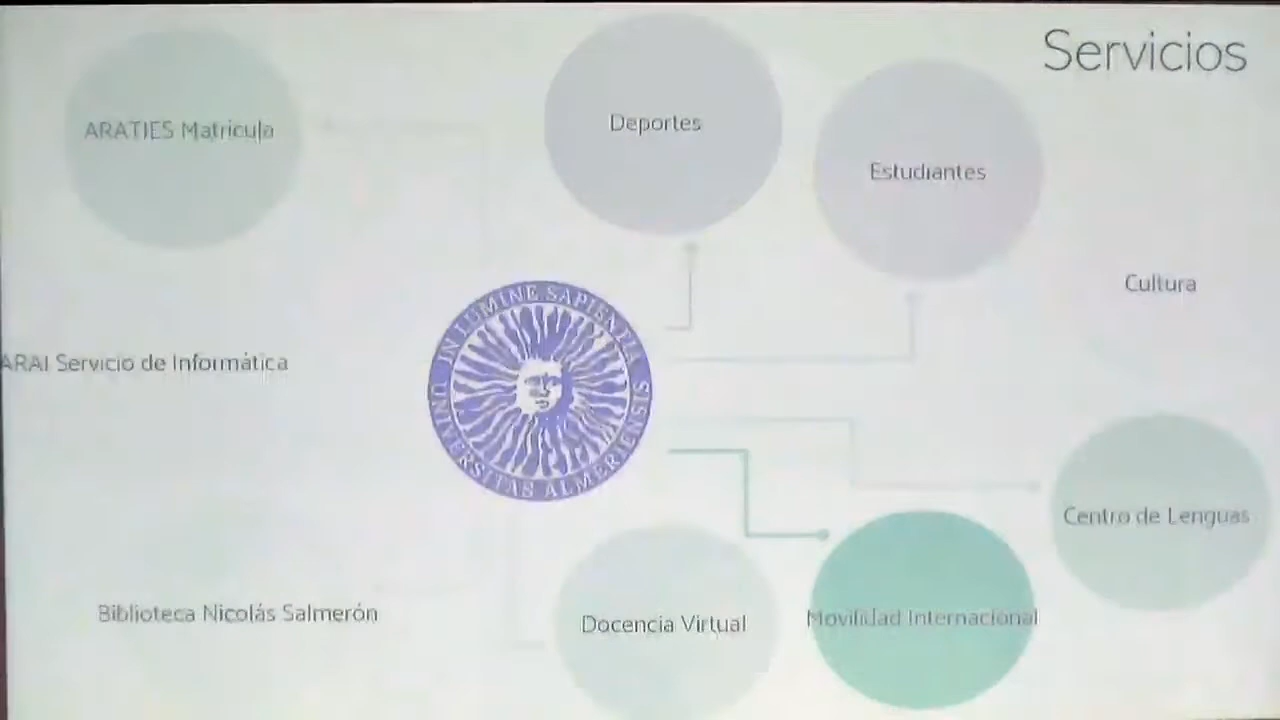 Servicios
ARATIES Matricula
Deportes
Estudiantes
Cultura
ARAI Servicio de Informática
IN LUMINE SAPIENTIA
UNIVERSITAS ALMERIENSIS
Centro de Lenguas
Biblioteca Nicolás Salmerón
Docencia Virtual
Movilidad Internacional